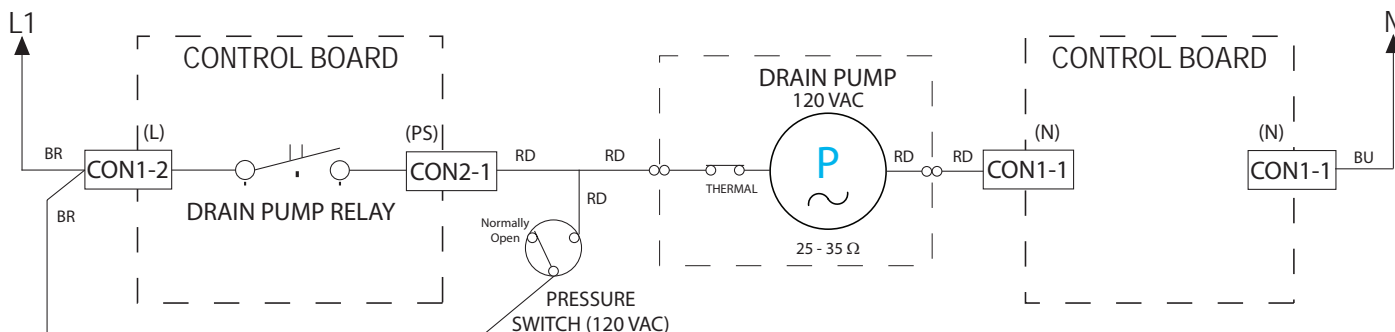 L1
N
CONTROL BOARD
DRAIN PUMP
120 VAC
CONTROL BOARD
(L)
(PS)
(N)
(N)
BR
CON1-2
CON2-1
RD
RD
RD
RD
CON1-1
CON1-1
BU
THERMAL
P
BR
DRAIN PUMP RELAY
RD
Normally
Open
25 - 35 Ω
PRESSURE
SWITCH (120 VAC)